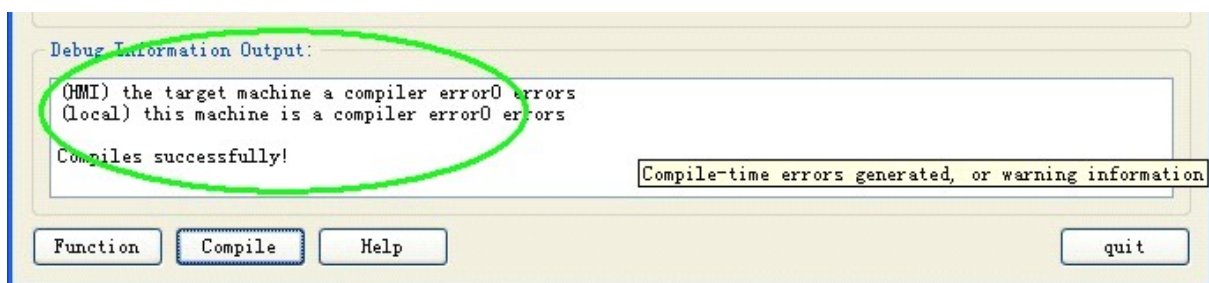 Debug Information Output:
(HMI) the target machine a compiler error0 errors
(local) this machine is a compiler error0 errors
Compiles successfully!
Compile-time errors generated, or warning information
Function Compile Help quit